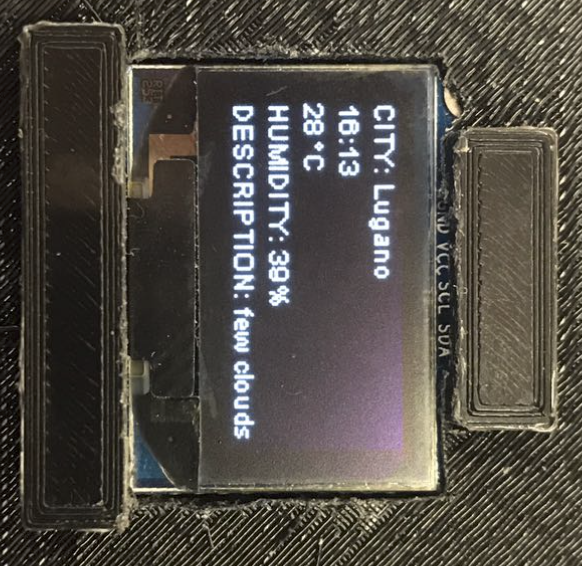 CITY: Lugano
16:13
28°C
HUMIDITY: 39%
DESCRIPTION: few clouds
GND VCC SCL SDA